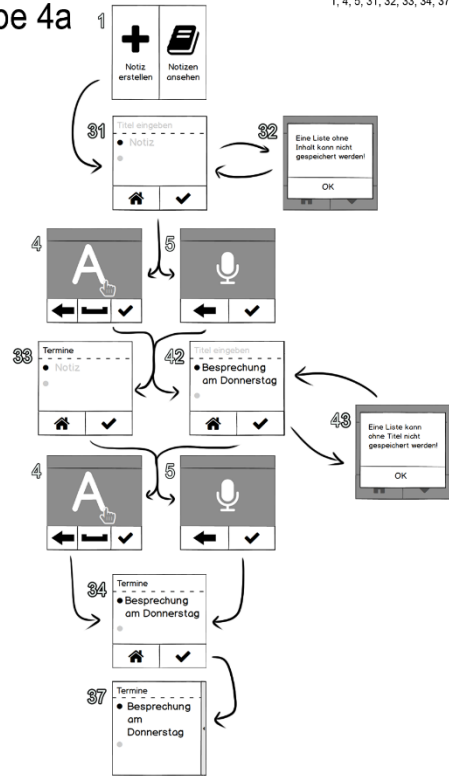 be 4a
1, 4, 5, 31, 32, 33, 34, 37
1
Notiz
erstellen
Notizen
ansehen
31
Titel eingeben
Notiz
32
Eine Liste ohne
Inhalt kann nicht
gespeichert werden!
OK
4
A
5
33
Termine
Notiz
42
Titel eingeben
Besprechung
am Donnerstag
43
Eine Liste kann
ohne Titel nicht
gespeichert werden!
OK
4
A
5
34
Termine
Besprechung
am Donnerstag
37
Termine
Besprechung
am
Donnerstag